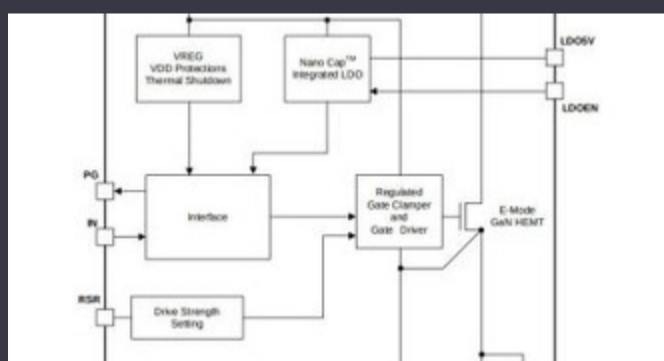 VREG
VDD Protections
Thermal Shutdown
Nano Cap™
Integrated LDO
LDO5V
LDOEN
PG
IN
Interface
Regulated
Gate Clamper
and
Gate Driver
E-Mode
GaN HEMT
RSR
Drive Strength
Setting